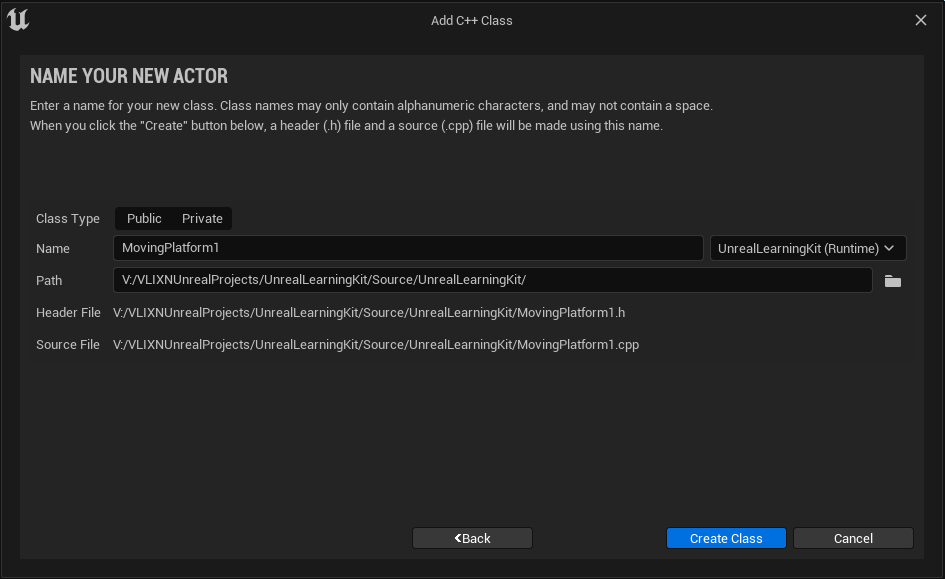 Add C++ Class
NAME YOUR NEW ACTOR
Enter a name for your new class. Class names may only contain alphanumeric characters, and may not contain a space.
When you click the "Create" button below, a header (.h) file and a source (.cpp) file will be made using this name.
Class Type Public Private
Name MovingPlatform1 UnrealLearningKit (Runtime)
Path V:/VLIXNUnrealProjects/UnrealLearningKit/Source/UnrealLearningKit/
Header File V:/VLIXNUnrealProjects/UnrealLearningKit/Source/UnrealLearningKit/MovingPlatform1.h
Source File V:/VLIXNUnrealProjects/UnrealLearningKit/Source/UnrealLearningKit/MovingPlatform1.cpp
Back Create Class Cancel